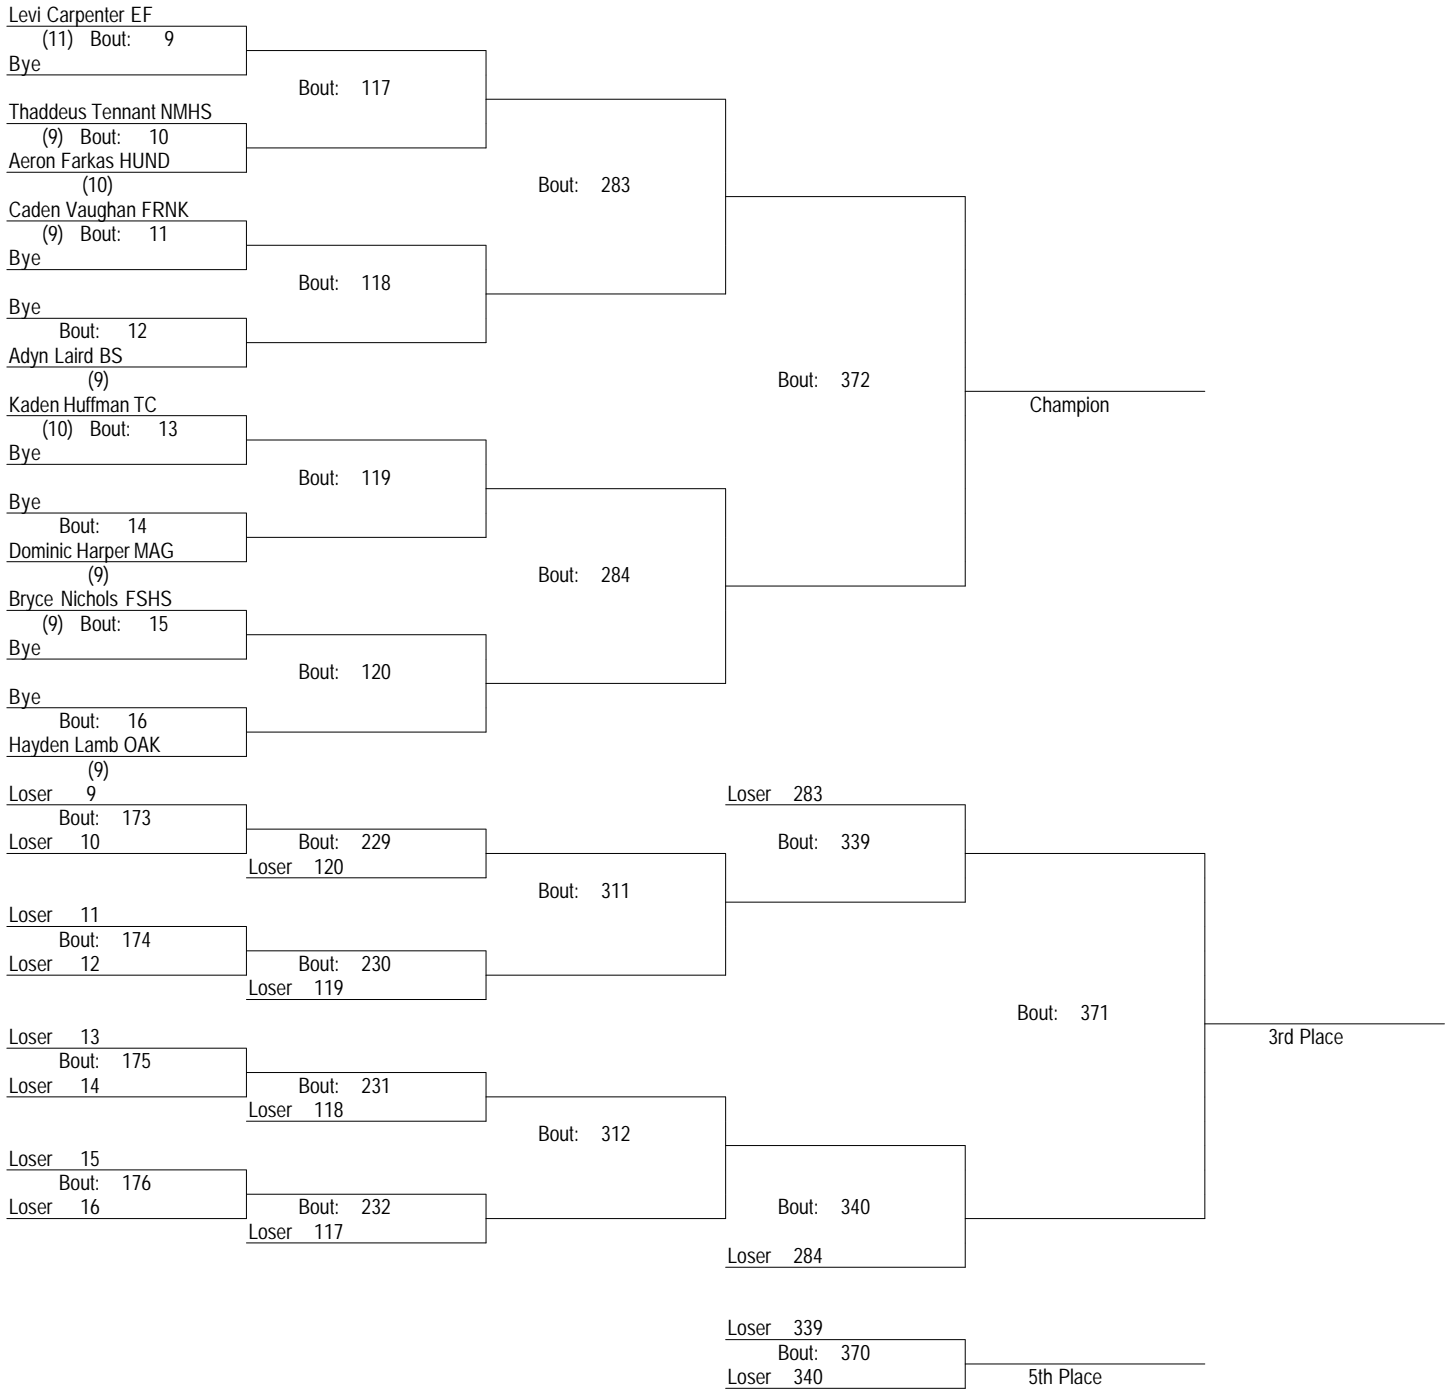 Levi Carpenter EF
(11) Bout: 9
Bye
Bout: 117
Thaddeus Tennant NMHS
(9) Bout: 10
Aeron Farkas HUND
(10)
Bout: 283
Caden Vaughan FRNK
(9) Bout: 11
Bye
Bout: 118
Bye
Bout: 12
Adyn Laird BS
(9)
Bout: 372
Champion
Kaden Huffman TC
(10) Bout: 13
Bye
Bout: 119
Bye
Bout: 14
Dominic Harper MAG
(9)
Bout: 284
Bryce Nichols FSHS
(9) Bout: 15
Bye
Bout: 120
Bye
Bout: 16
Hayden Lamb OAK
(9)
Loser 9
Bout: 173
Loser 10
Bout: 229
Loser 120
Loser 283
Bout: 339
Bout: 311
Loser 11
Bout: 174
Loser 12
Bout: 230
Loser 119
Bout: 371
3rd Place
Loser 13
Bout: 175
Loser 14
Bout: 231
Loser 118
Bout: 312
Loser 15
Bout: 176
Loser 16
Bout: 232
Loser 117
Bout: 340
Loser 284
Loser 339
Bout: 370
Loser 340
5th Place